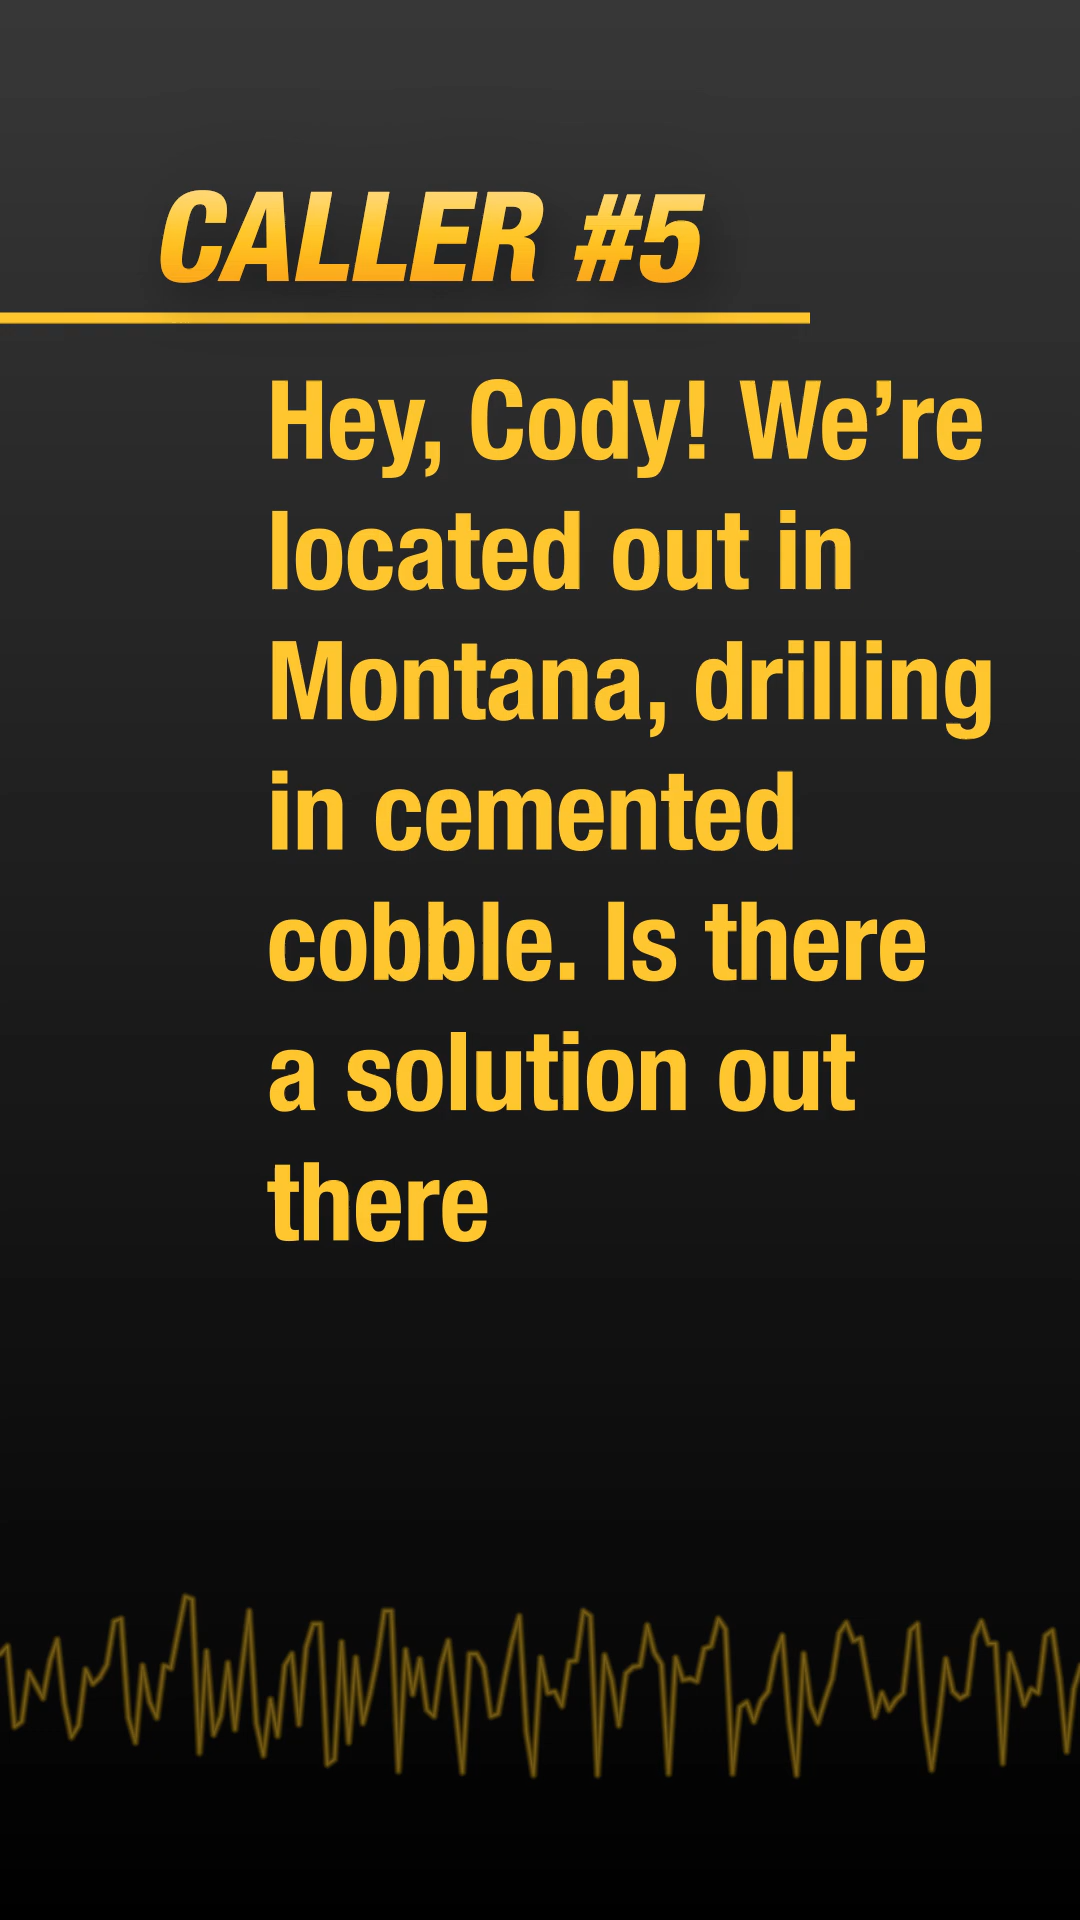 CALLER #5
Hey, Cody! We’re
located out in
Montana, drilling
in cemented
cobble. Is there
a solution out
there